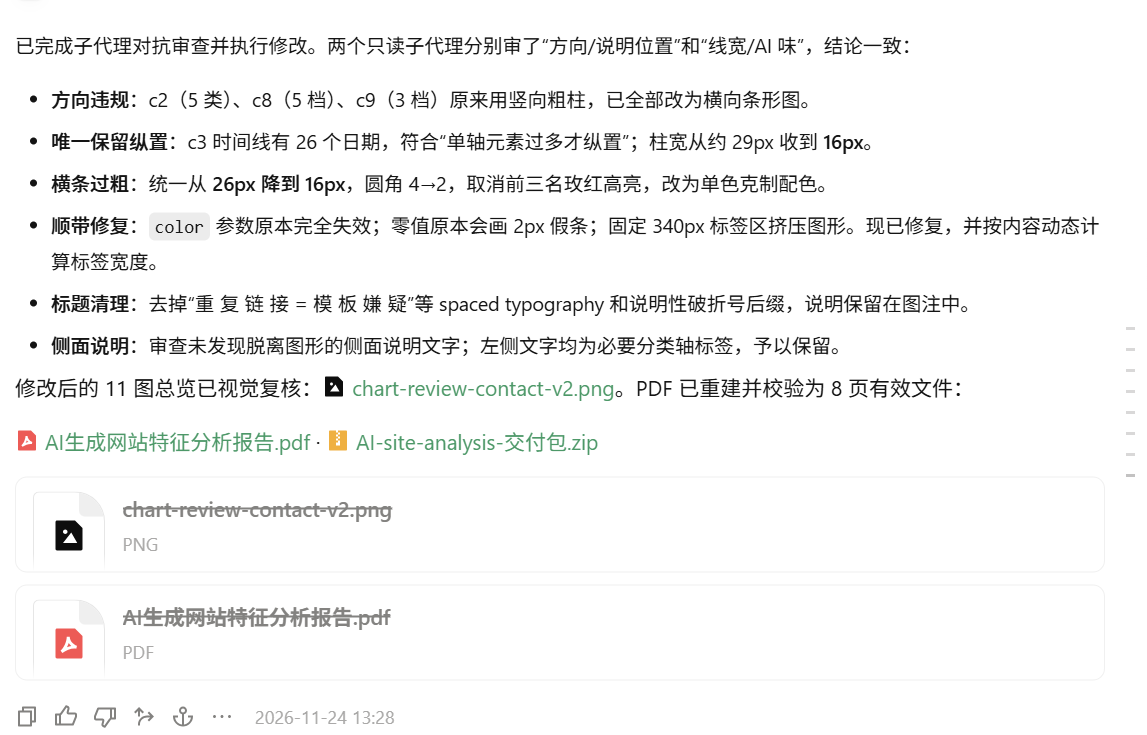 已完成子代理对抗审查并执行修改。两个只读子代理分别审了“方向/说明位置”和“线宽/AI 味”，结论一致：
• 方向违规：c2（5 类）、c8（5 档）、c9（3 档）原来用竖向粗柱，已全部改为横向条形图。
• 唯一保留纵置：c3 时间线有 26 个日期，符合“单轴元素过多才纵置”；柱宽从约 29px 收到 16px。
• 横条过粗：统一从 26px 降到 16px，圆角 4→2，取消前三名玫红高亮，改为单色克制配色。
• 顺带修复：color 参数原本完全失效；零值原本会画 2px 假条；固定 340px 标签区挤压图形。现已修复，并按内容动态计
算标签宽度。
• 标题清理：去掉“重 复 链 接 = 模 板 嫌 疑”等 spaced typography 和说明性破折号后缀，说明保留在图注中。
• 侧面说明：审查未发现脱离图形的侧面说明文字；左侧文字均为必要分类轴标签，予以保留。
修改后的 11 图总览已视觉复核： chart-review-contact-v2.png。PDF 已重建并校验为 8 页有效文件：
AI生成网站特征分析报告.pdf · AI-site-analysis-交付包.zip
chart-review-contact-v2.png
PNG
AI生成网站特征分析报告.pdf
PDF
2026-11-24 13:28